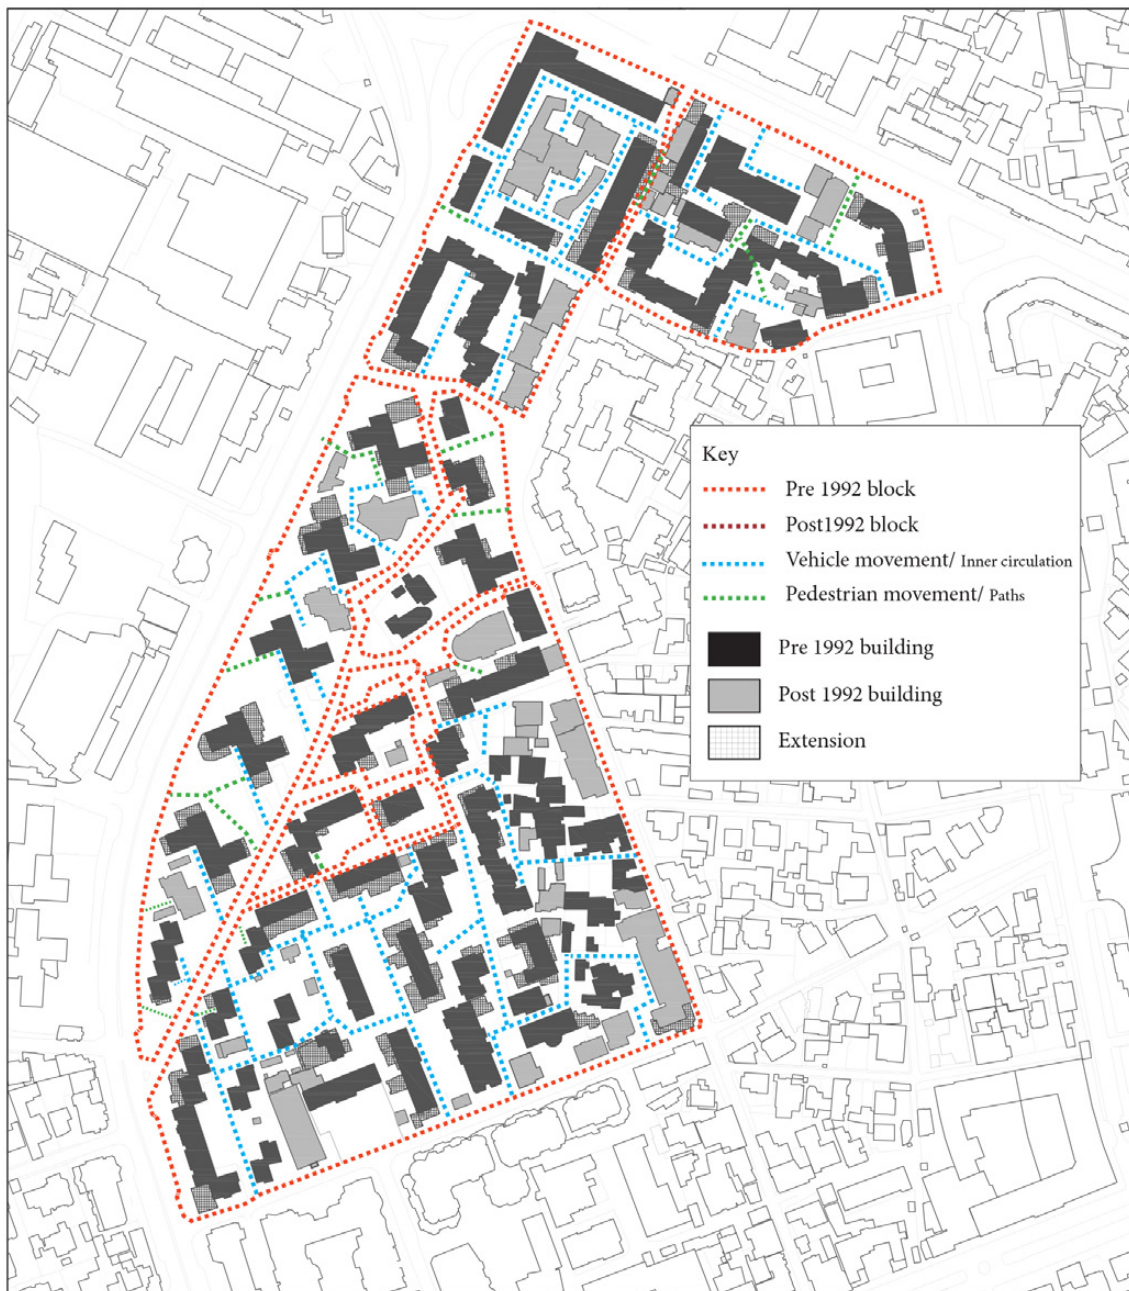 Key
Pre 1992 block
Post1992 block
Vehicle movement/ Inner circulation
Pedestrian movement/ Paths
Pre 1992 building
Post 1992 building
Extension